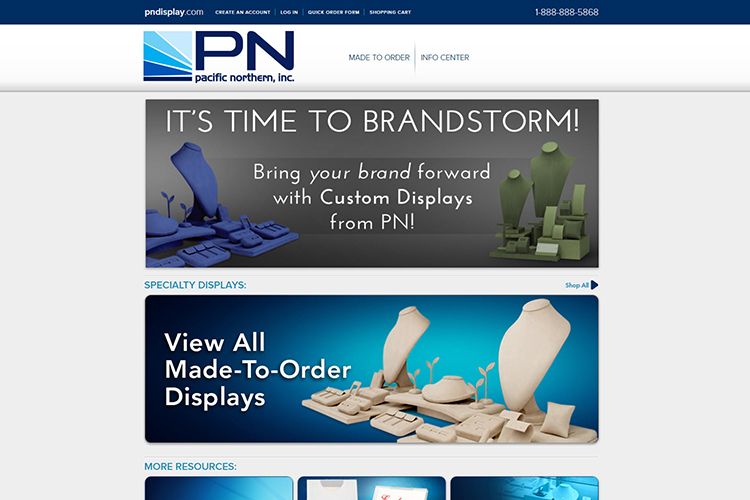 pndisplay.com CREATE AN ACCOUNT LOG IN QUICK ORDER FORM SHOPPING CART 1-888-888-5868
PN
pacific northern, inc.
MADE TO ORDER INFO CENTER
IT'S TIME TO BRANDSTORM!
Bring your brand forward
with Custom Displays
from PN!
SPECIALTY DISPLAYS: Shop All
View All
Made-To-Order
Displays
MORE RESOURCES: